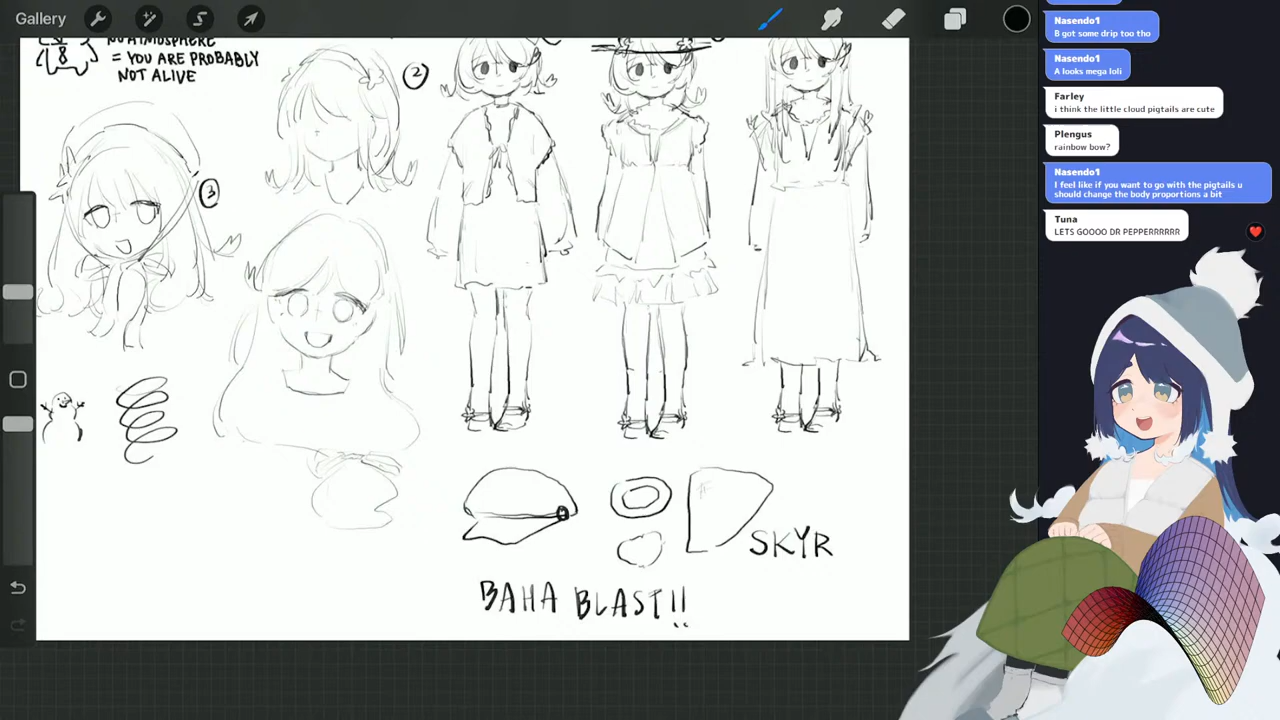 Gallery
NO ATMOSPHERE
= YOU ARE PROBABLY
NOT ALIVE
2
3
SKYR
BAHA BLAST!!
Nasendo1
B got some drip too tho
Nasendo1
A looks mega loli
Farley
i think the little cloud pigtails are cute
Plengus
rainbow bow?
Nasendo1
I feel like if you want to go with the pigtails u
should change the body proportions a bit
Tuna
LETS GOOOO DR PEPPERRRRRR